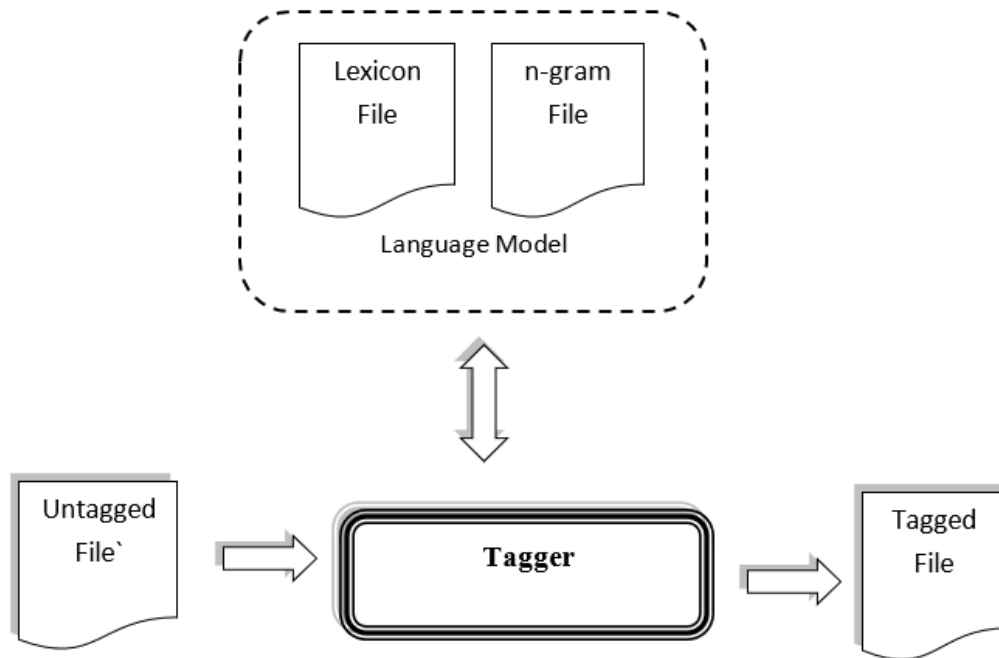 Lexicon
File
n-gram
File
Language Model
Untagged
File`
Tagger
Tagged
File